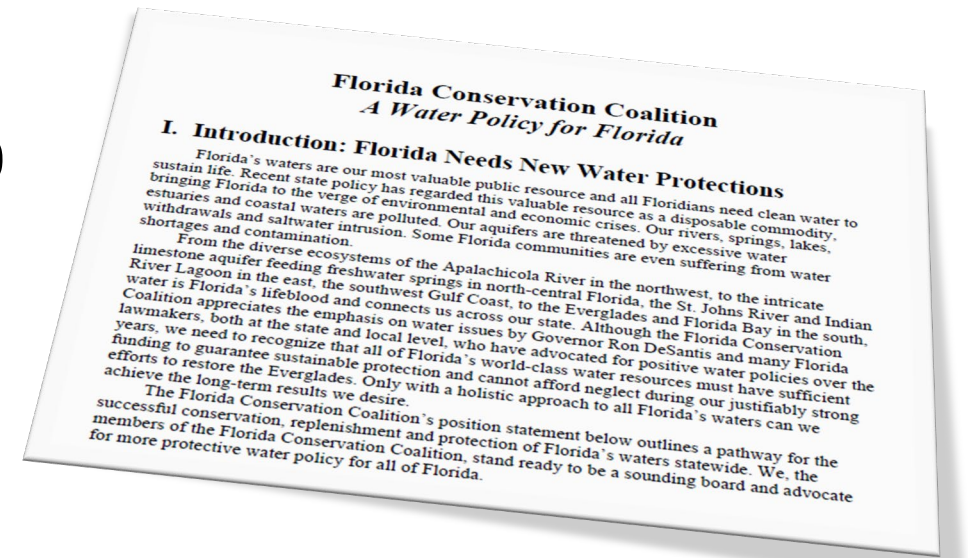 )
Florida Conservation Coalition
A Water Policy for Florida
I. Introduction: Florida Needs New Water Protections
Florida's waters are our most valuable public resource and all Floridians need clean water to
sustain life. Recent state policy has regarded this valuable resource as a disposable commodity,
bringing Florida to the verge of environmental and economic crises. Our rivers, springs, lakes,
estuaries and coastal waters are polluted. Our aquifers are threatened by excessive water
withdrawals and saltwater intrusion. Some Florida communities are even suffering from water
shortages and contamination.
From the diverse ecosystems of the Apalachicola River in the northwest, to the intricate
limestone aquifer feeding freshwater springs in north-central Florida, the St. Johns River and Indian
River Lagoon in the east, the southwest Gulf Coast, to the Everglades and Florida Bay in the south,
water is Florida's lifeblood and connects us across our state. Although the Florida Conservation
Coalition appreciates the emphasis on water issues by Governor Ron DeSantis and many Florida
lawmakers, both at the state and local level, who have advocated for positive water policies over the
years, we need to recognize that all of Florida's world-class water resources must have sufficient
funding to guarantee sustainable protection and cannot afford neglect during our justifiably strong
efforts to restore the Everglades. Only with a holistic approach to all Florida's waters can we
achieve the long-term results we desire.
The Florida Conservation Coalition's position statement below outlines a pathway for the
successful conservation, replenishment and protection of Florida's waters statewide. We, the
members of the Florida Conservation Coalition, stand ready to be a sounding board and advocate
for more protective water policy for all of Florida.